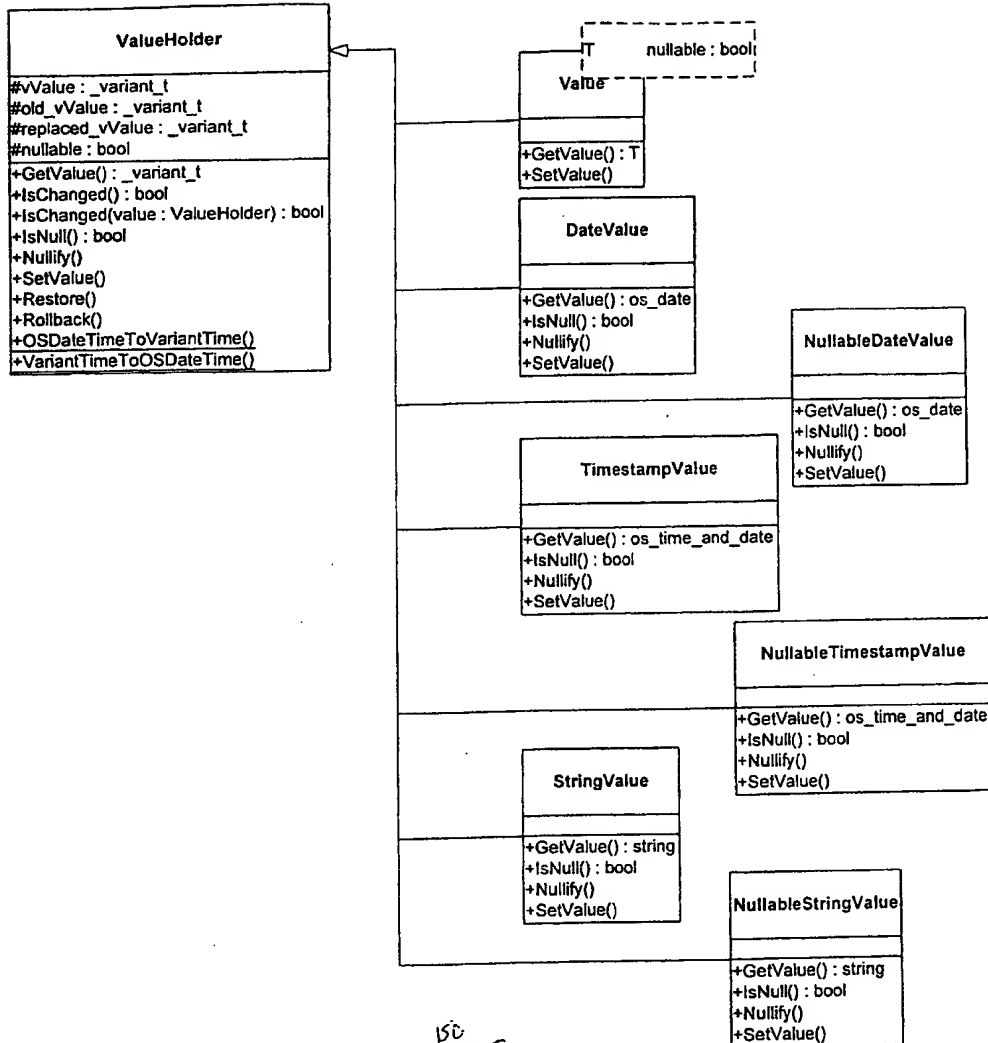 ValueHolder
#vValue : _variant_t
#old_vValue : _variant_t
#replaced_vValue : _variant_t
#nullable : bool
+GetValue() : _variant_t
+IsChanged() : bool
+IsChanged(value : ValueHolder) : bool
+IsNull() : bool
+Nullify()
+SetValue()
+Restore()
+Rollback()
+OSDateTimeToVariantTime()
+VariantTimeToOSDateTime()
T nullable : bool
Value
+GetValue() : T
+SetValue()
DateValue
+GetValue() : os_date
+IsNull() : bool
+Nullify()
+SetValue()
NullableDateValue
+GetValue() : os_date
+IsNull() : bool
+Nullify()
+SetValue()
TimestampValue
+GetValue() : os_time_and_date
+IsNull() : bool
+Nullify()
+SetValue()
NullableTimestampValue
+GetValue() : os_time_and_date
+IsNull() : bool
+Nullify()
+SetValue()
StringValue
+GetValue() : string
+IsNull() : bool
+Nullify()
+SetValue()
NullableStringValue
+GetValue() : string
+IsNull() : bool
+Nullify()
+SetValue()